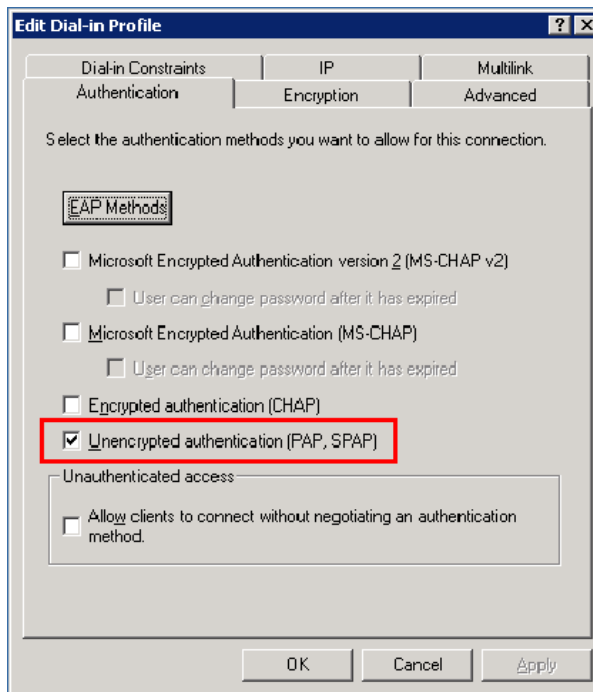 Edit Dial-in Profile
Dial-in Constraints IP Multilink
Authentication Encryption Advanced
Select the authentication methods you want to allow for this connection.
EAP Methods
Microsoft Encrypted Authentication version 2 (MS-CHAP v2)
User can change password after it has expired
Microsoft Encrypted Authentication (MS-CHAP)
User can change password after it has expired
Encrypted authentication (CHAP)
Unencrypted authentication (PAP, SPAP)
Unauthenticated access
Allow clients to connect without negotiating an authentication
method.
OK Cancel Apply